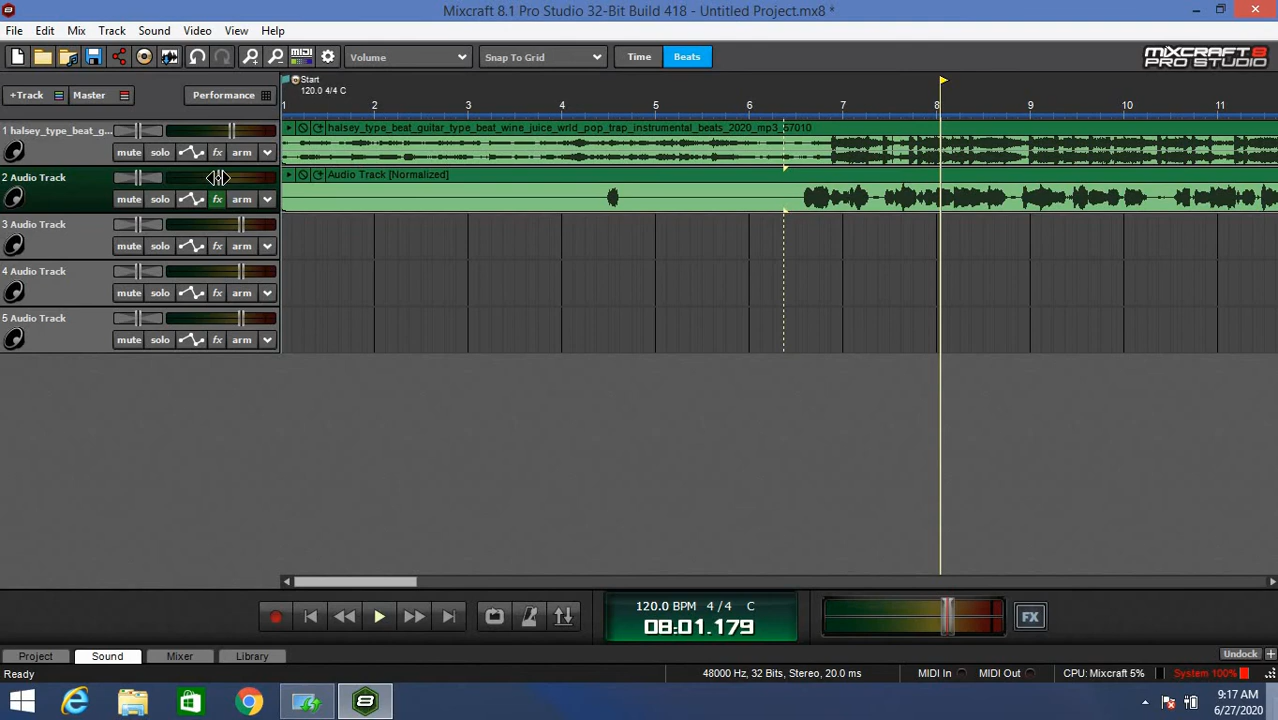 Mixcraft 8.1 Pro Studio 32-Bit Build 418 - Untitled Project.mx8 *
File Edit Mix Track Sound Video View Help
Volume Snap To Grid Time Beats MIXCRAFT 8 PRO STUDIO
+Track Master Performance
Start
120.0 4/4 C
1 2 3 4 5 6 7 8 9 10 11
1 halsey_type_beat_g...
halsey_type_beat_guitar_type_beat_wine_juice_wrld_pop_trap_instrumental_beats_2020_mp3_57010
mute solo fx arm
2 Audio Track
Audio Track [Normalized]
mute solo fx arm
3 Audio Track
mute solo fx arm
4 Audio Track
mute solo fx arm
5 Audio Track
mute solo fx arm
120.0 BPM 4 / 4 C
08:01.179
FX
Project Sound Mixer Library Undock
Ready 48000 Hz, 32 Bits, Stereo, 20.0 ms MIDI In MIDI Out CPU: Mixcraft 5% System 100%
9:17 AM
6/27/2020